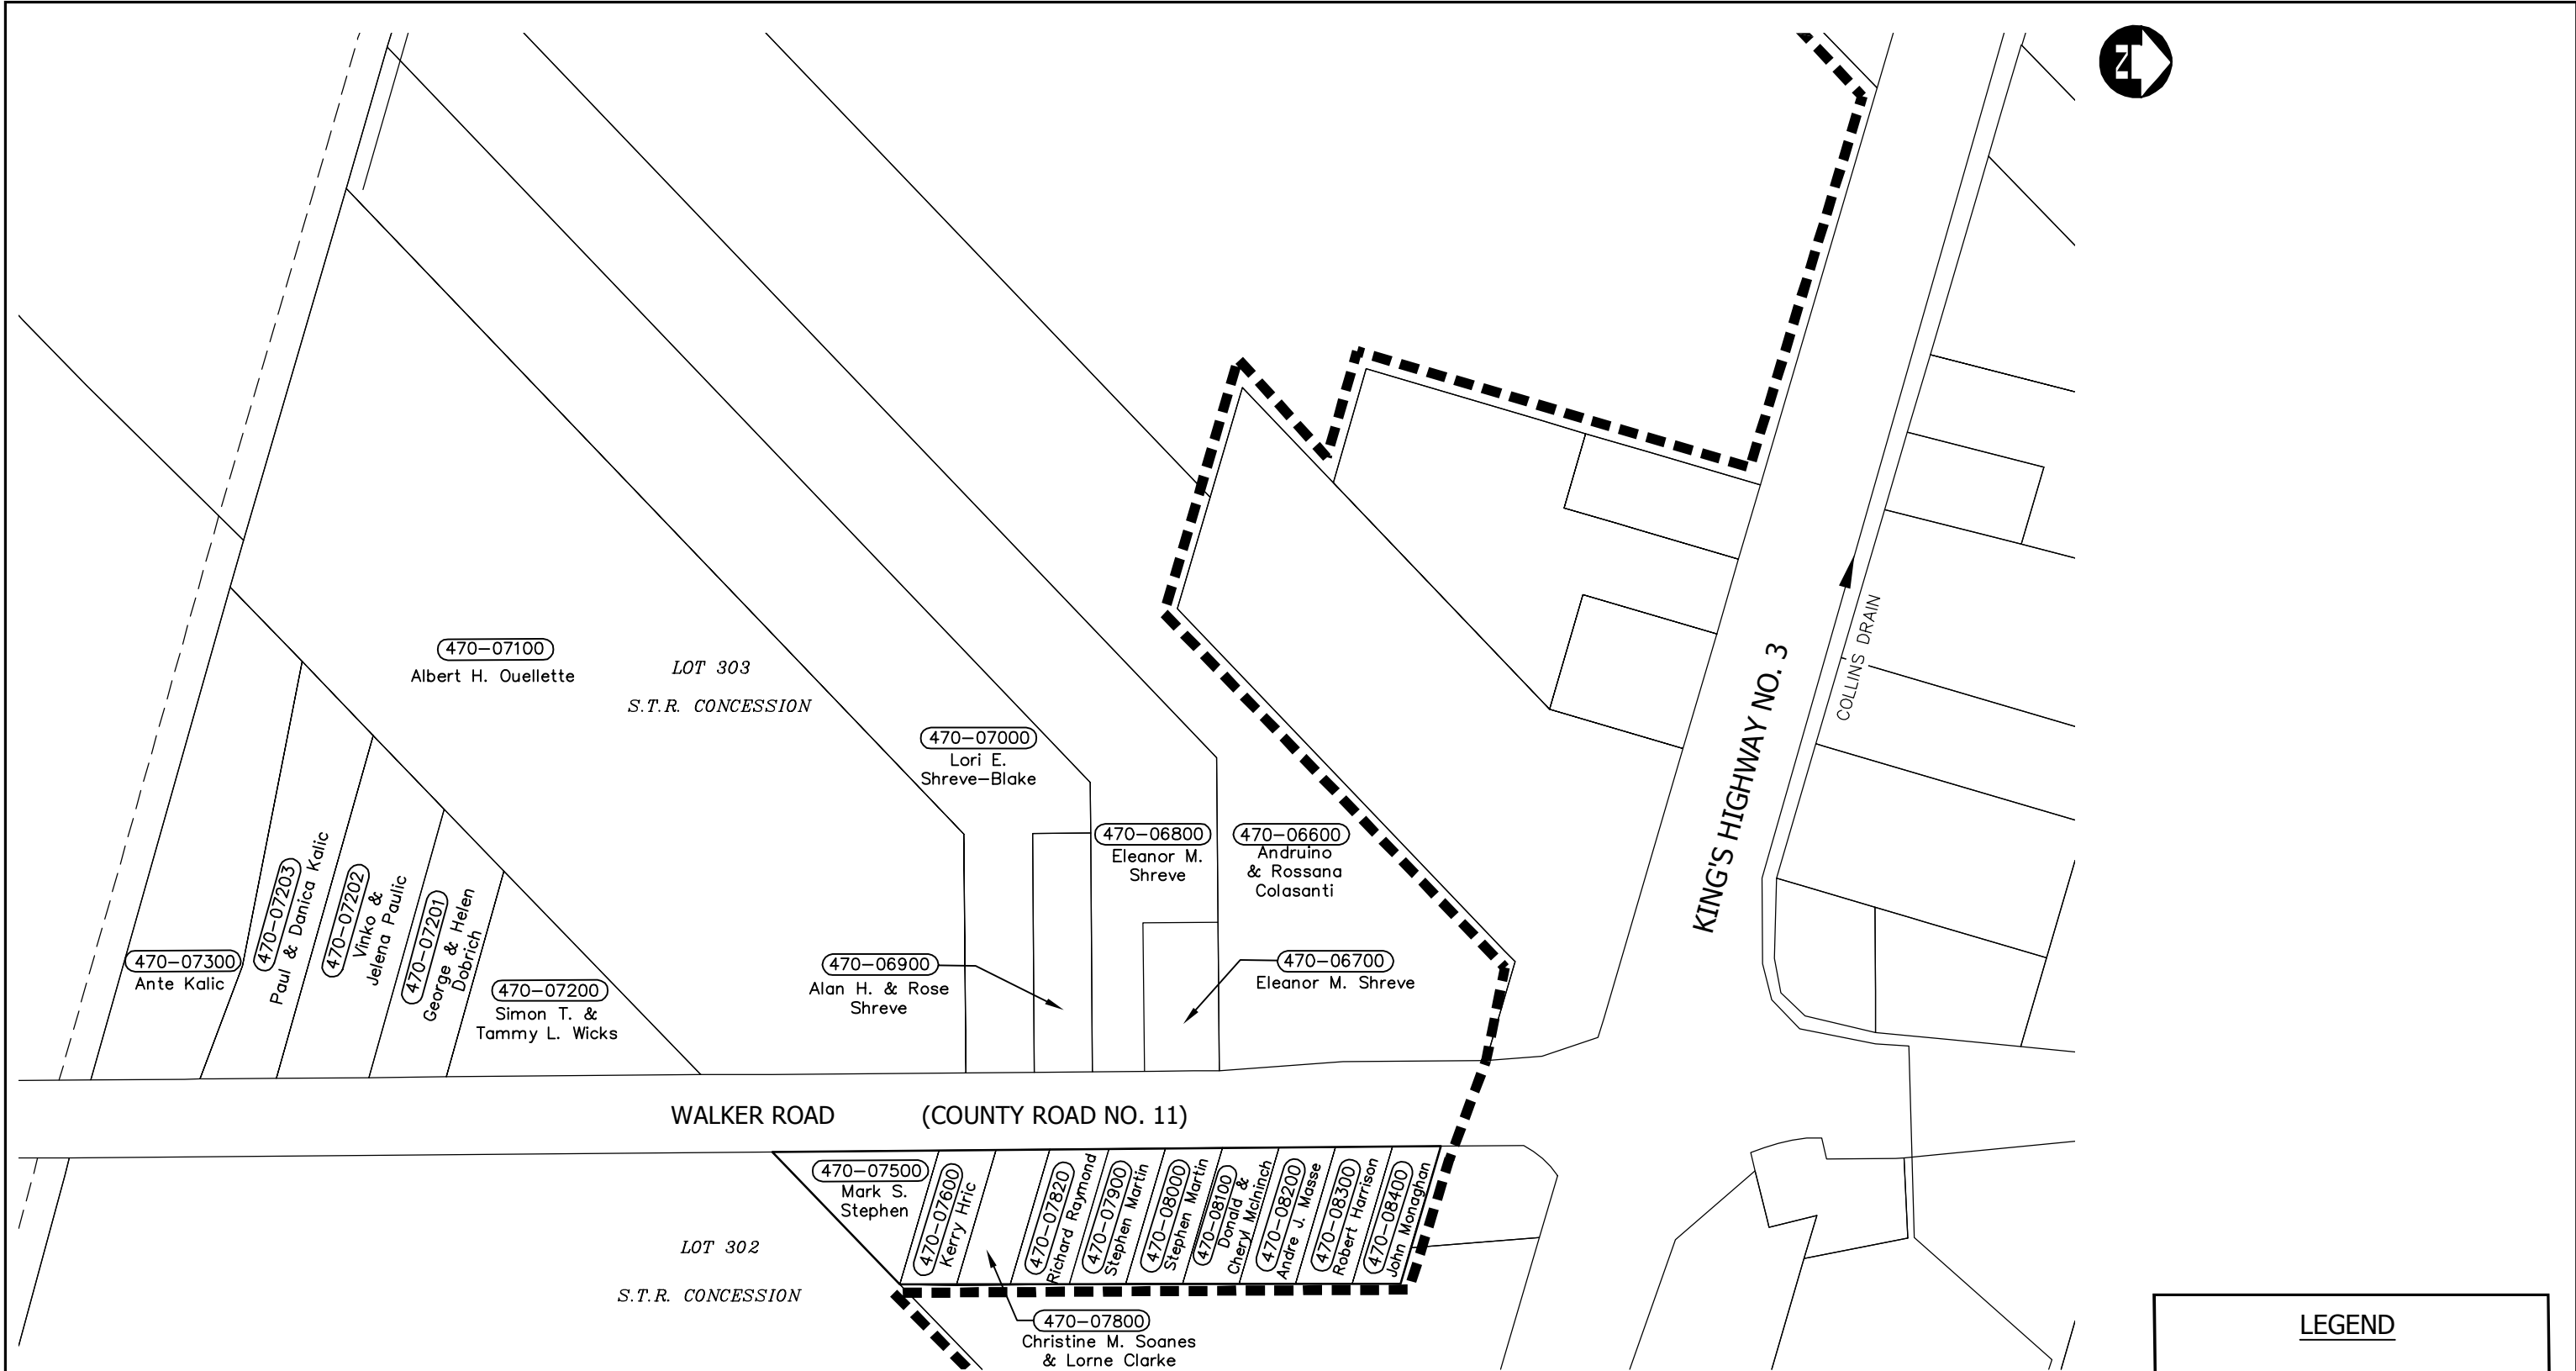 N
470-07100
Albert H. Ouellette
LOT 303
S.T.R. CONCESSION
470-07000
Lori E.
Shreve-Blake
470-06800
Eleanor M.
Shreve
470-06600
Andruino
& Rossana
Colasanti
KING'S HIGHWAY NO. 3
COLLINS DRAIN
470-07300
Ante Kalic
470-07203
Paul & Danica Kalic
470-07202
Vinko &
Jelena Paulic
470-07201
George & Helen
Dobrich
470-07200
Simon T. &
Tammy L. Wicks
470-06900
Alan H. & Rose
Shreve
470-06700
Eleanor M. Shreve
WALKER ROAD (COUNTY ROAD NO. 11)
470-07500
Mark S.
Stephen
470-07600
Kerry Hric
470-07820
Richard Raymond
470-07900
Stephen Martin
470-08000
Stephen Martin
470-08100
Donald &
Cheryl McIninch
470-08200
Andre J. Masse
470-08300
Robert Harrison
470-08400
John Monaghan
LOT 302
S.T.R. CONCESSION
470-07800
Christine M. Soanes
& Lorne Clarke
LEGEND